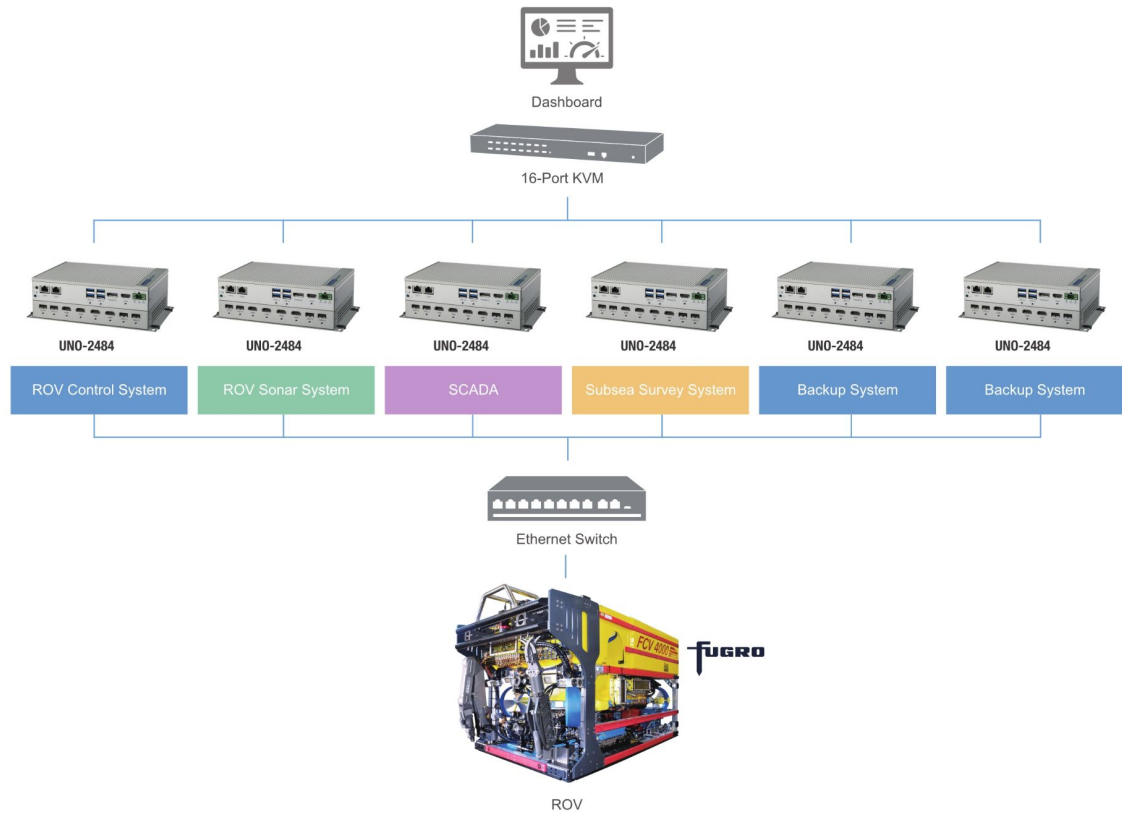 Dashboard
16-Port KVM
UNO-2484
UNO-2484
UNO-2484
UNO-2484
UNO-2484
UNO-2484
ROV Control System
ROV Sonar System
SCADA
Subsea Survey System
Backup System
Backup System
Ethernet Switch
FCV 4000
FUGRO
ROV